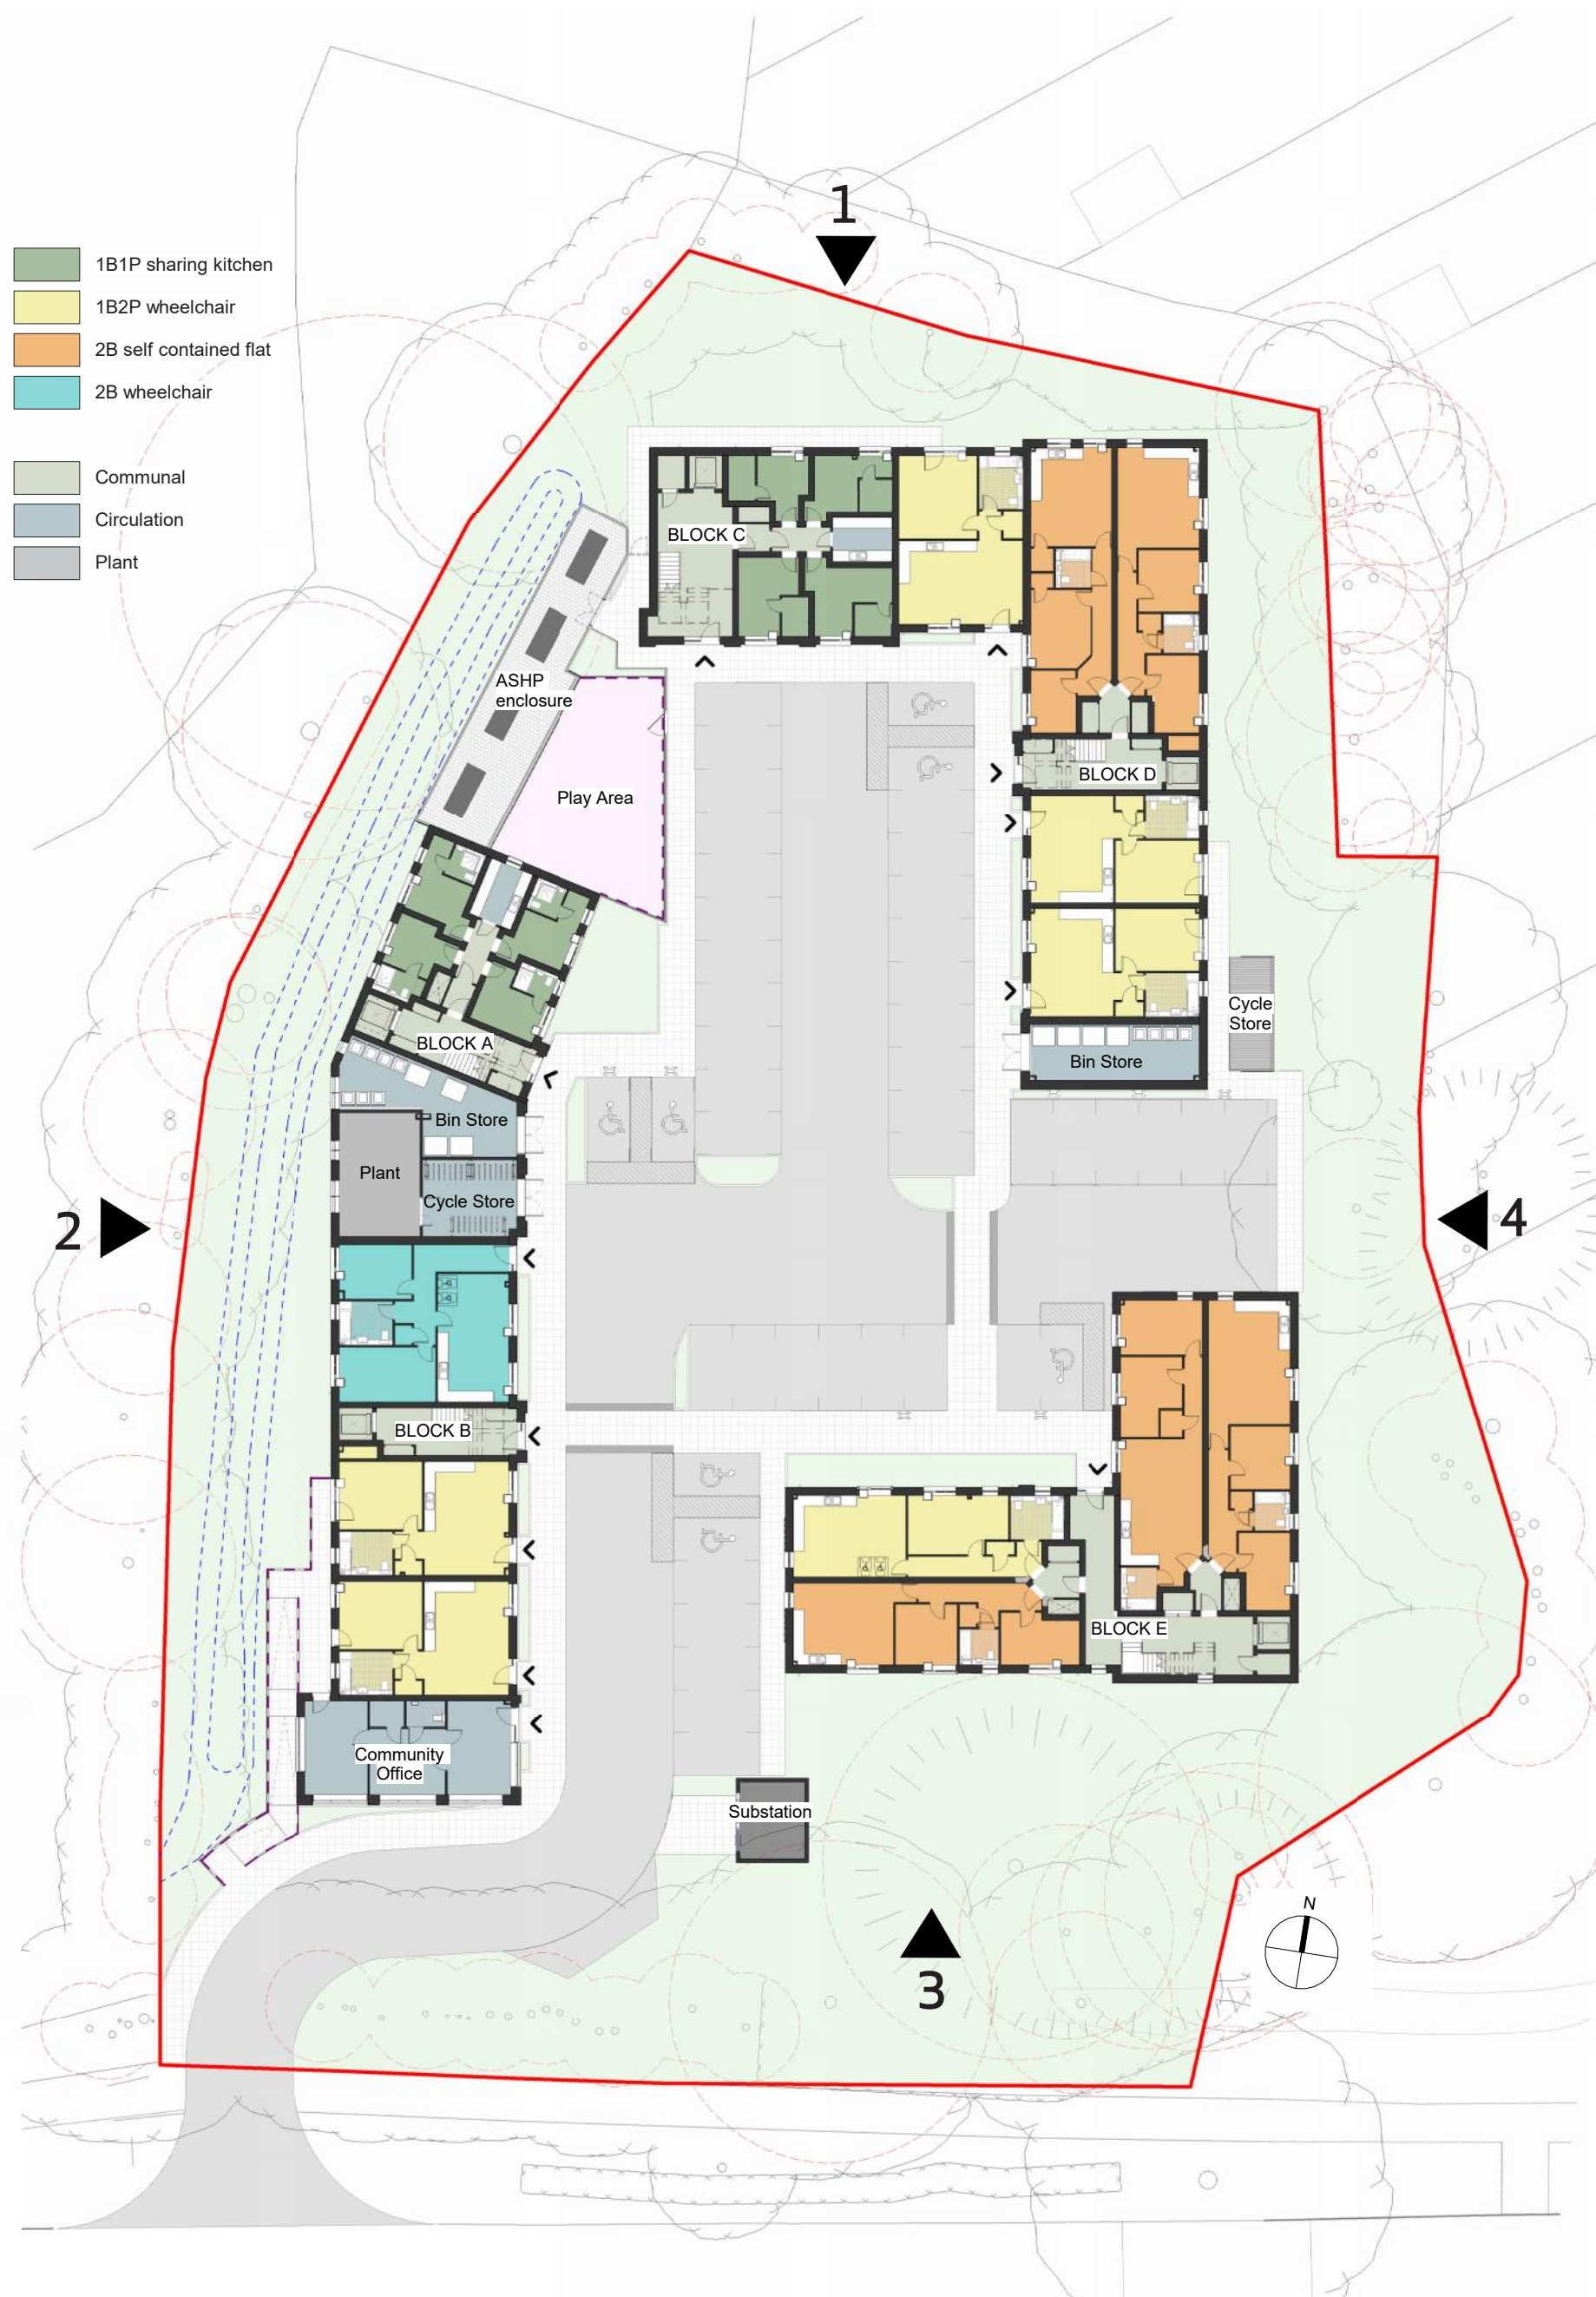 1
1B1P sharing kitchen
1B2P wheelchair
2B self contained flat
2B wheelchair
Communal
Circulation
Plant
BLOCK C
ASHP
enclosure
BLOCK D
Play Area
Cycle
Store
BLOCK A
Bin Store
Bin Store
Plant
Cycle Store
2
4
BLOCK B
BLOCK E
Community
Office
Substation
N
3